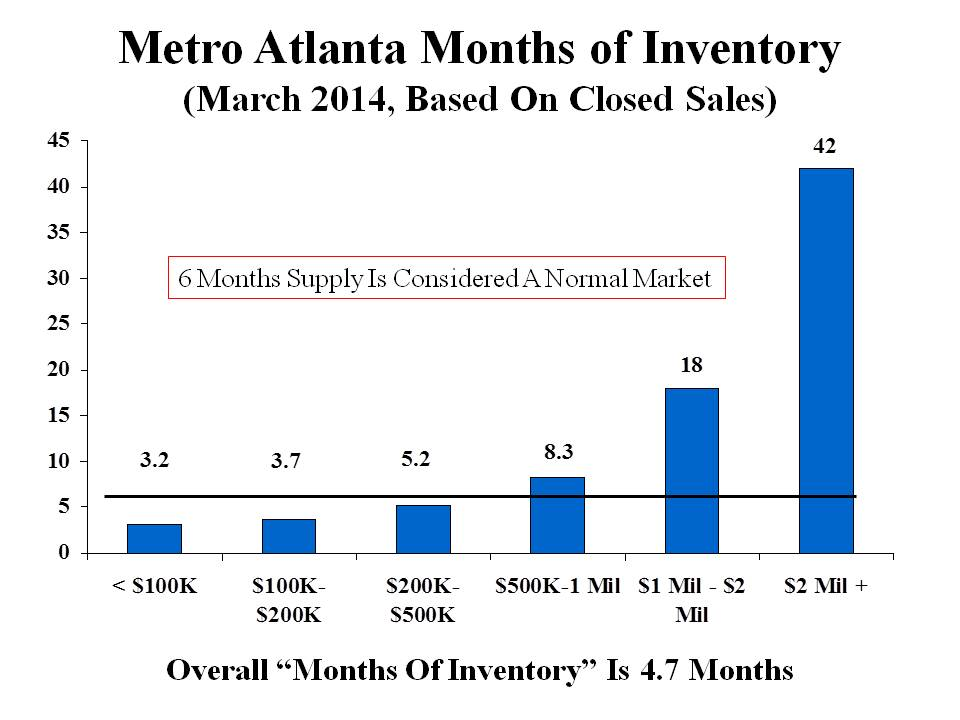 Metro Atlanta Months of Inventory
(March 2014, Based On Closed Sales)
45
40
35
30
25
20
15
10
5
0
6 Months Supply Is Considered A Normal Market
3.2
3.7
5.2
8.3
18
42
< $100K
$100K-
$200K
$200K-
$500K
$500K-1 Mil
$1 Mil - $2
Mil
$2 Mil +
Overall “Months Of Inventory” Is 4.7 Months